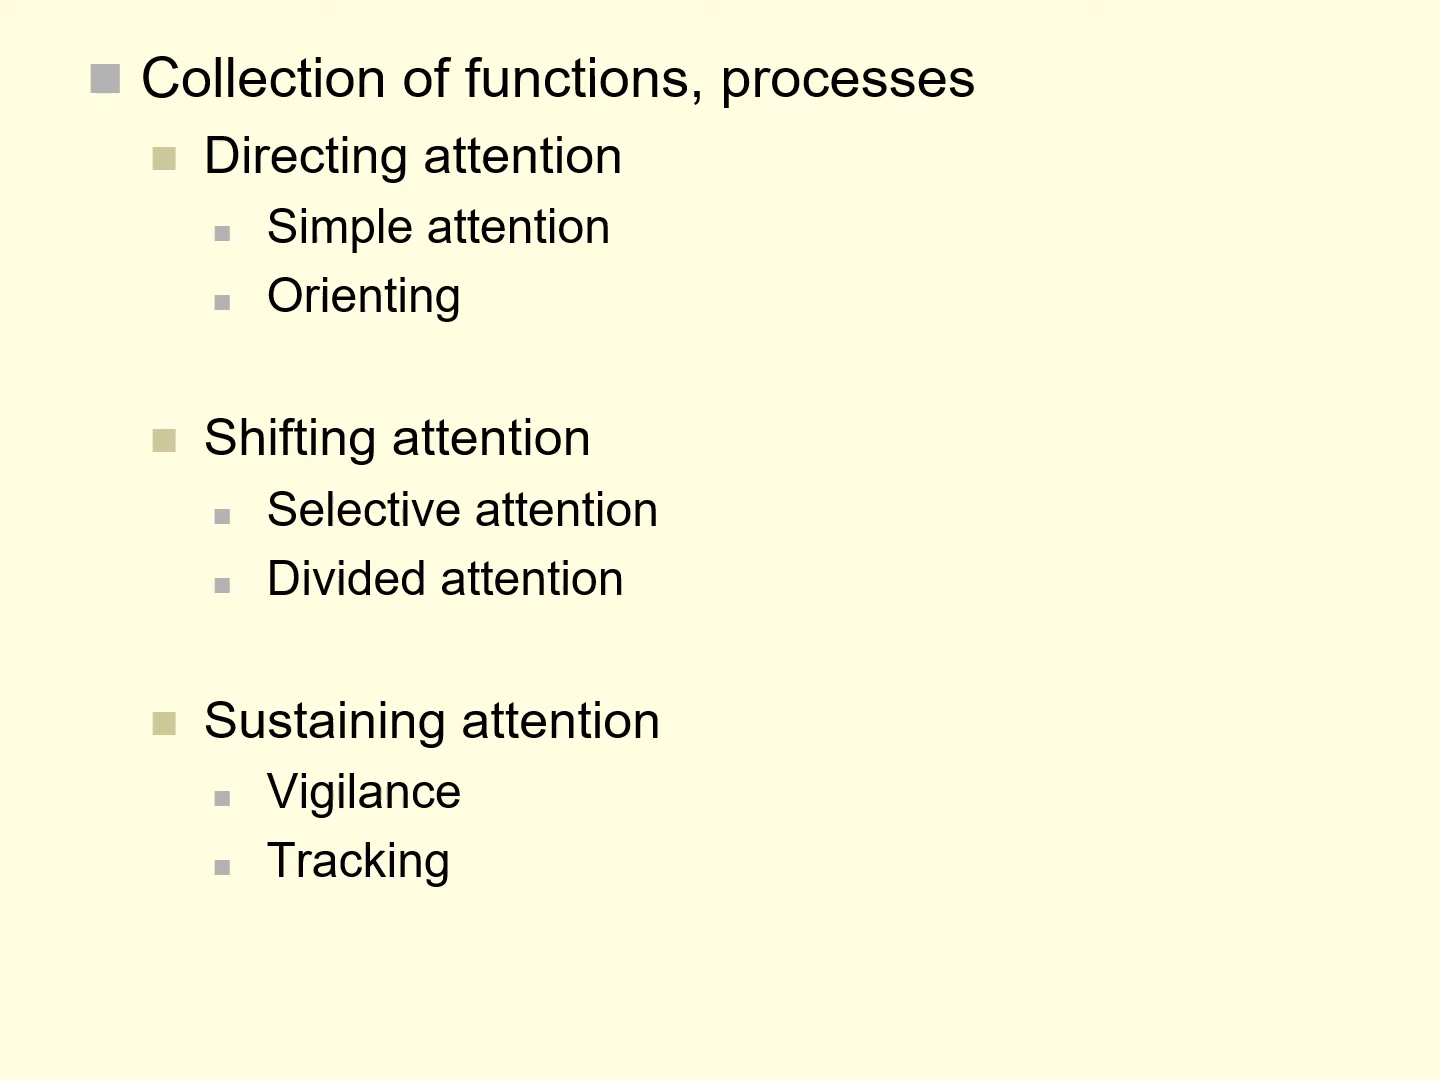 Collection of functions, processes
Directing attention
Simple attention
Orienting
Shifting attention
Selective attention
Divided attention
Sustaining attention
Vigilance
Tracking